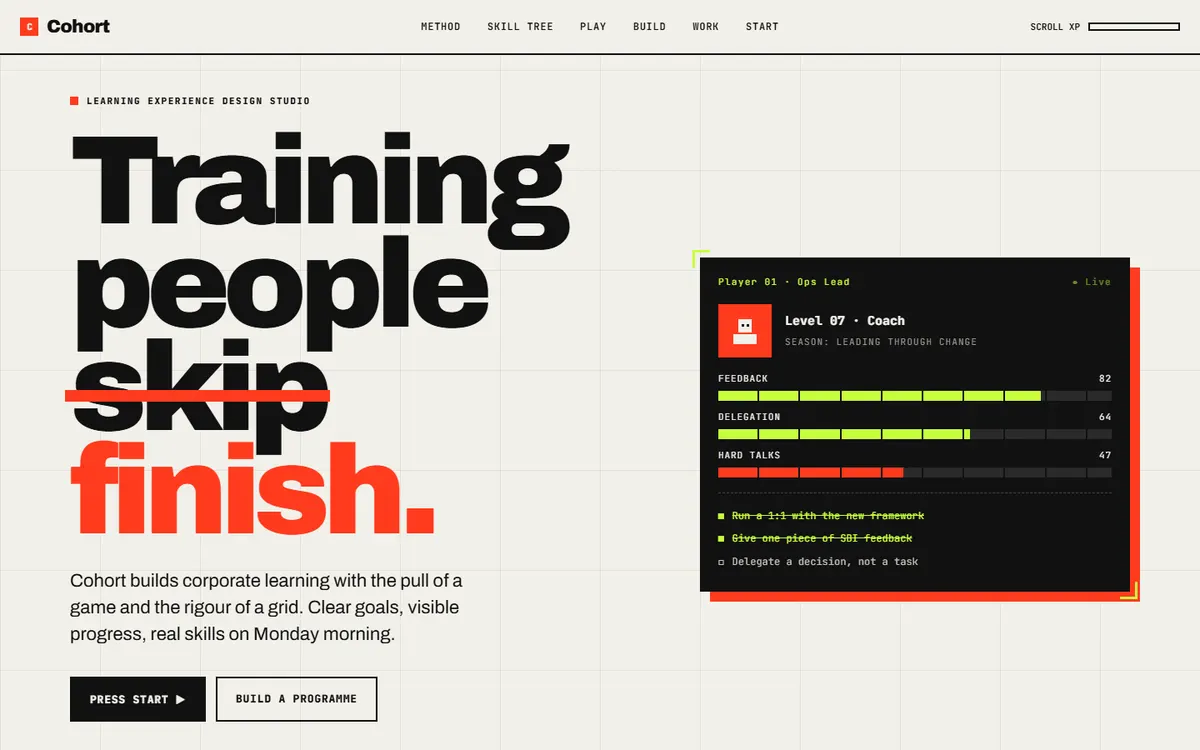 C Cohort
METHOD SKILL TREE PLAY BUILD WORK START
SCROLL XP
LEARNING EXPERIENCE DESIGN STUDIO
Training
people
skip
finish.
Cohort builds corporate learning with the pull of a
game and the rigour of a grid. Clear goals, visible
progress, real skills on Monday morning.
PRESS START ▶
BUILD A PROGRAMME
Player 01 · Ops Lead
Live
Level 07 · Coach
SEASON: LEADING THROUGH CHANGE
FEEDBACK 82
DELEGATION 64
HARD TALKS 47
Run a 1:1 with the new framework
Give one piece of SBI feedback
Delegate a decision, not a task